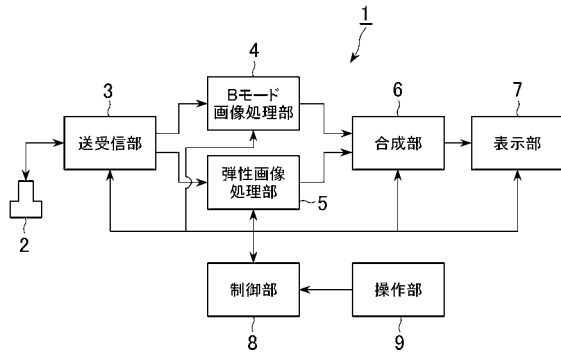 1
4
Bモード
画像処理部
3
送受信部
6
合成部
7
表示部
弾性画像
処理部
5
2
制御部
8
操作部
9